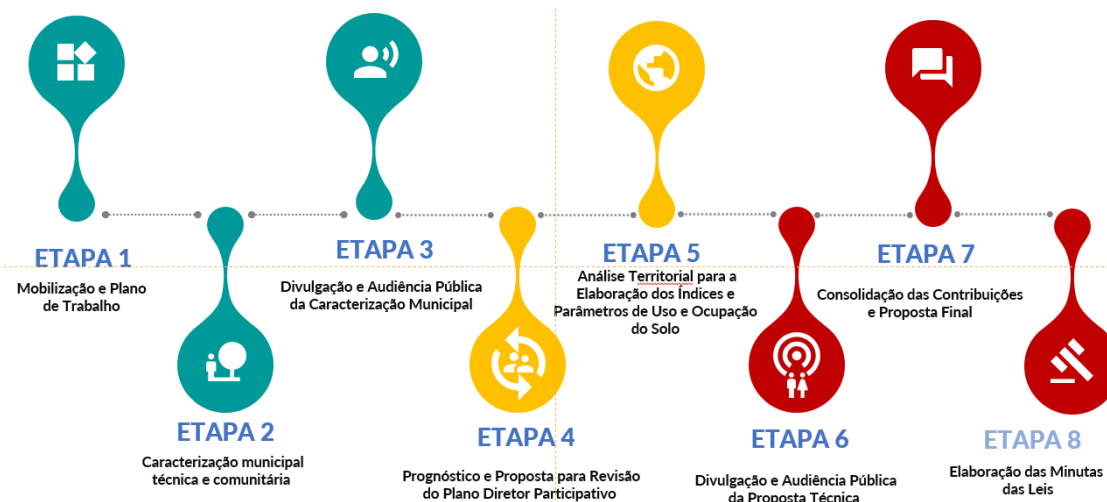 ETAPA 1
Mobilização e Plano
de Trabalho
ETAPA 2
Caracterização municipal
técnica e comunitária
ETAPA 3
Divulgação e Audiência Pública
da Caracterização Municipal
ETAPA 4
Prognóstico e Proposta para Revisão
do Plano Diretor Participativo
ETAPA 5
Análise Territorial para a
Elaboração dos Índices e
Parâmetros de Uso e Ocupação
do Solo
ETAPA 6
Divulgação e Audiência Pública
da Proposta Técnica
ETAPA 7
Consolidação das Contribuições
e Proposta Final
ETAPA 8
Elaboração das Minutas
das Leis